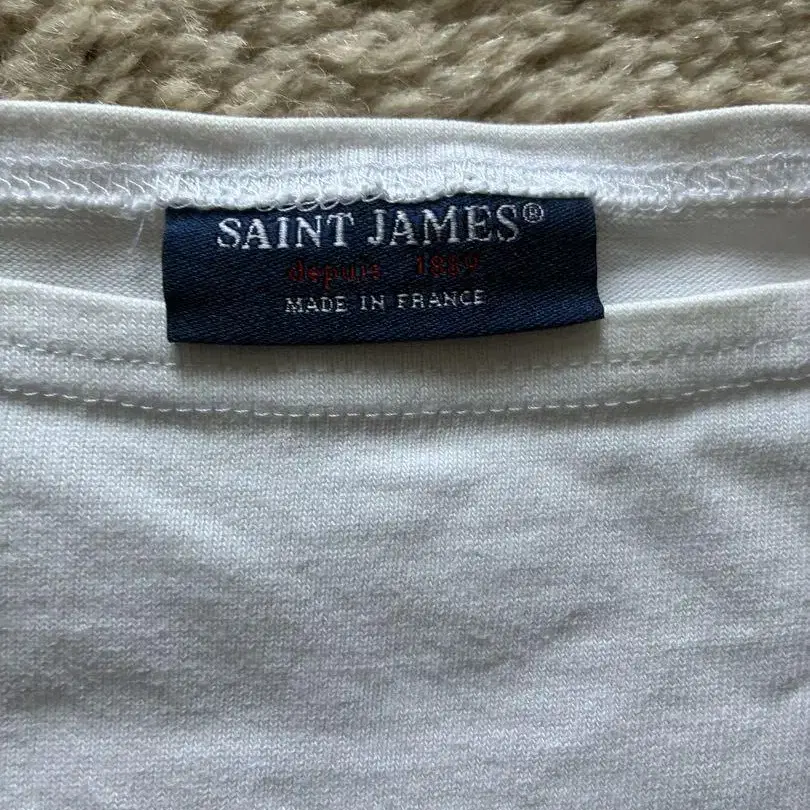 SAINT JAMES®
depuis 1889
MADE IN FRANCE